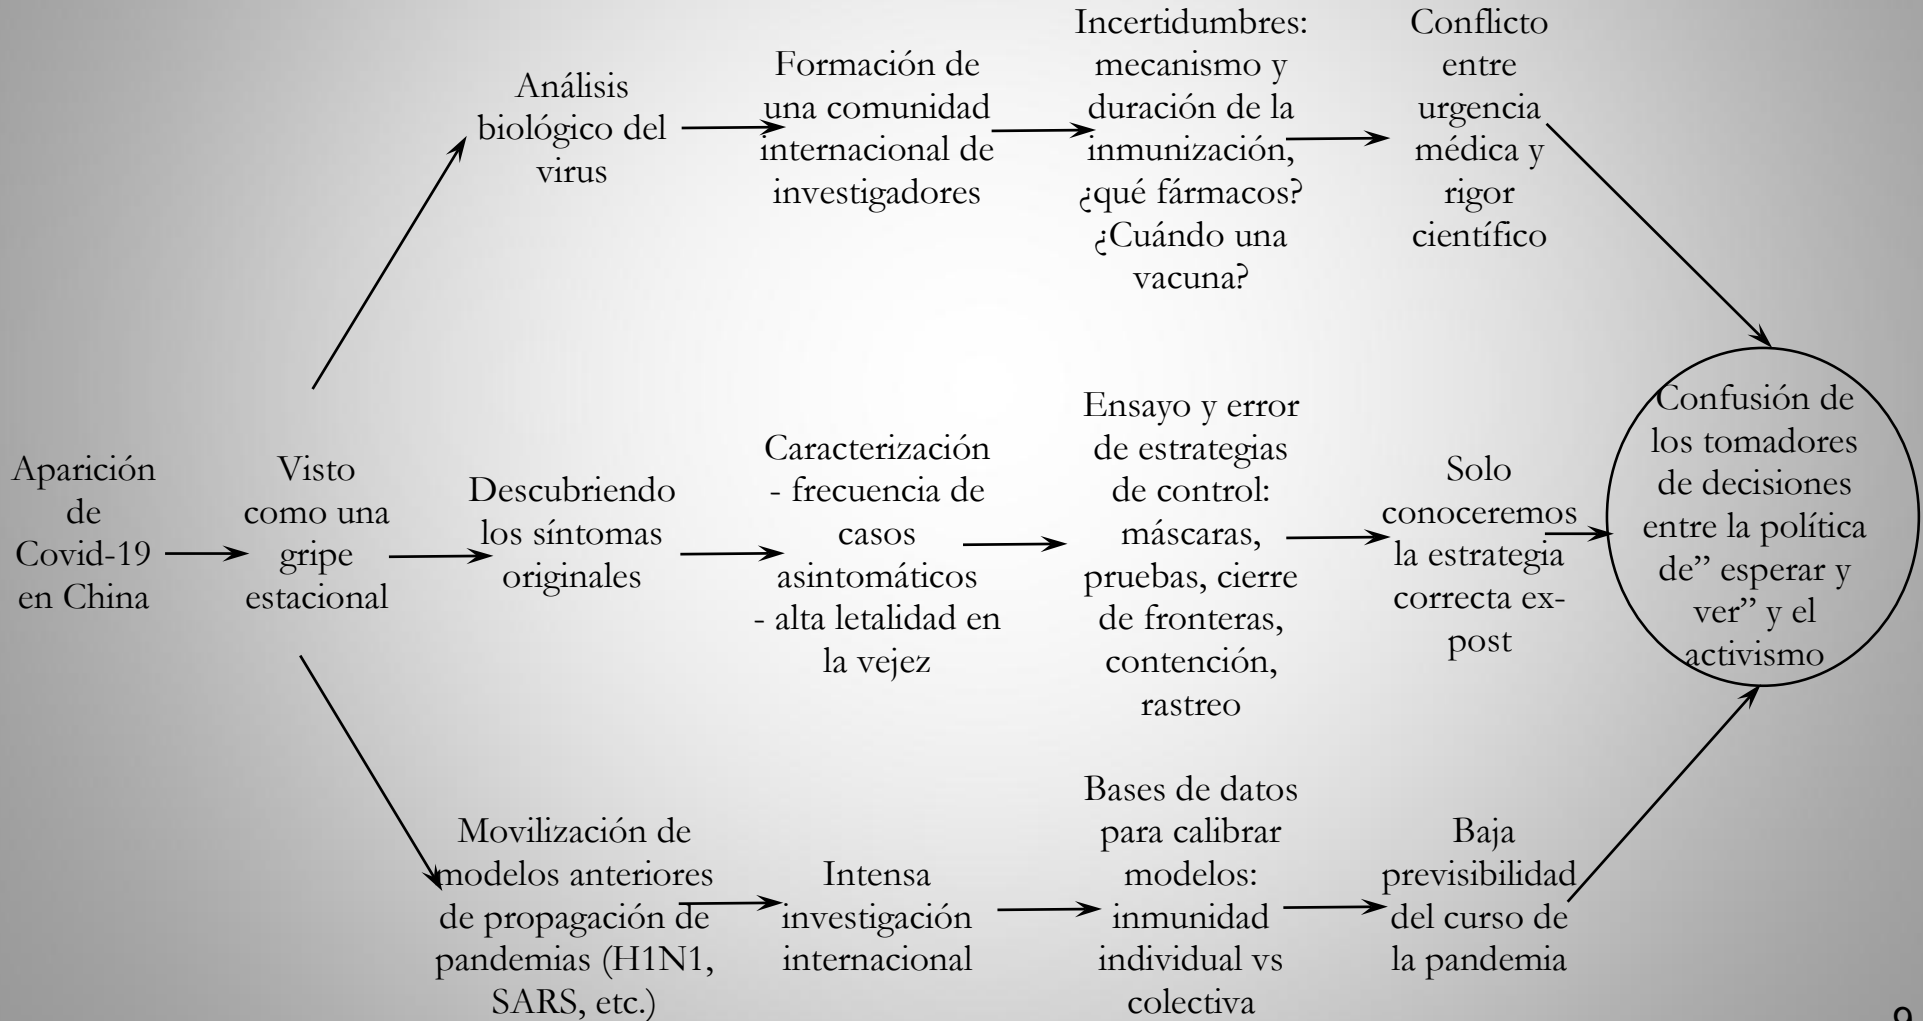 Aparición
de
Covid-19
en China
Visto
como una
gripe
estacional
Análisis
biológico del
virus
Formación de
una comunidad
internacional de
investigadores
Incertidumbres:
mecanismo y
duración de la
inmunización,
¿qué fármacos?
¿Cuándo una
vacuna?
Conflicto
entre
urgencia
médica y
rigor
científico
Descubriendo
los síntomas
originales
Caracterización
- frecuencia de
casos
asintomáticos
- alta letalidad en
la vejez
Ensayo y error
de estrategias
de control:
máscaras,
pruebas, cierre
de fronteras,
contención,
rastreo
Solo
conoceremos
la estrategia
correcta ex-
post
Movilización de
modelos anteriores
de propagación de
pandemias (H1N1,
SARS, etc.)
Intensa
investigación
internacional
Bases de datos
para calibrar
modelos:
inmunidad
individual vs
colectiva
Baja
previsibilidad
del curso de
la pandemia
Confusión de
los tomadores
de decisiones
entre la política
de” esperar y
ver” y el
activismo
9